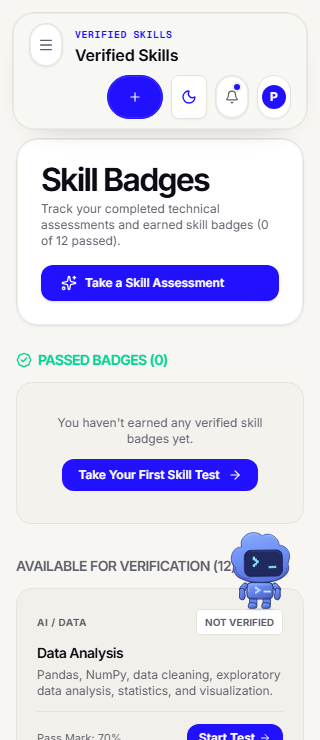 VERIFIED SKILLS
Verified Skills
P
Skill Badges
Track your completed technical
assessments and earned skill badges (0
of 12 passed).
Take a Skill Assessment
PASSED BADGES (0)
You haven't earned any verified skill
badges yet.
Take Your First Skill Test
AVAILABLE FOR VERIFICATION (12)
AI / DATA
NOT VERIFIED
Data Analysis
Pandas, NumPy, data cleaning, exploratory
data analysis, statistics, and visualization.
Pass Mark: 70%
Start Test